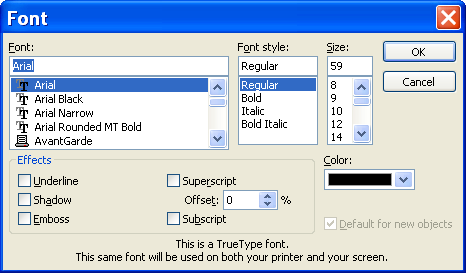 Font
Font: Font style: Size:
Arial Regular 59 OK
Arial Regular 8 Cancel
Arial Black Bold 9
Arial Narrow Italic 10
Arial Rounded MT Bold Bold Italic 12
AvantGarde 14
Effects Color:
Underline Superscript
Shadow Offset: 0 %
Emboss Subscript Default for new objects
This is a TrueType font.
This same font will be used on both your printer and your screen.